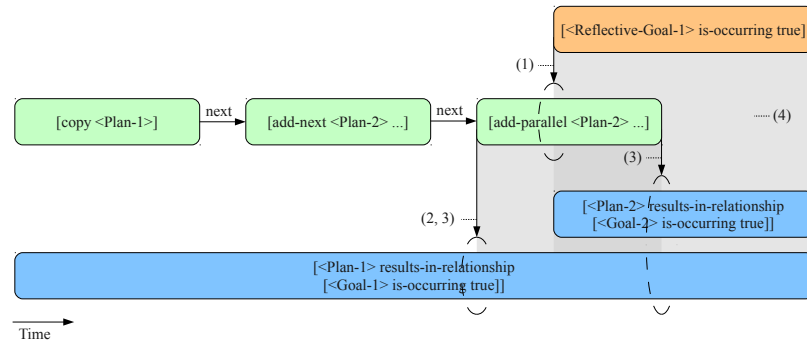 [<Reflective-Goal-1> is-occurring true]
(1)
[copy <Plan-1>]
next
[add-next <Plan-2> ...]
next
[add-parallel <Plan-2> ...]
(4)
(3)
(2, 3)
[<Plan-2> results-in-relationship
[<Goal-2> is-occurring true]]
[<Plan-1> results-in-relationship
[<Goal-1> is-occurring true]]
Time